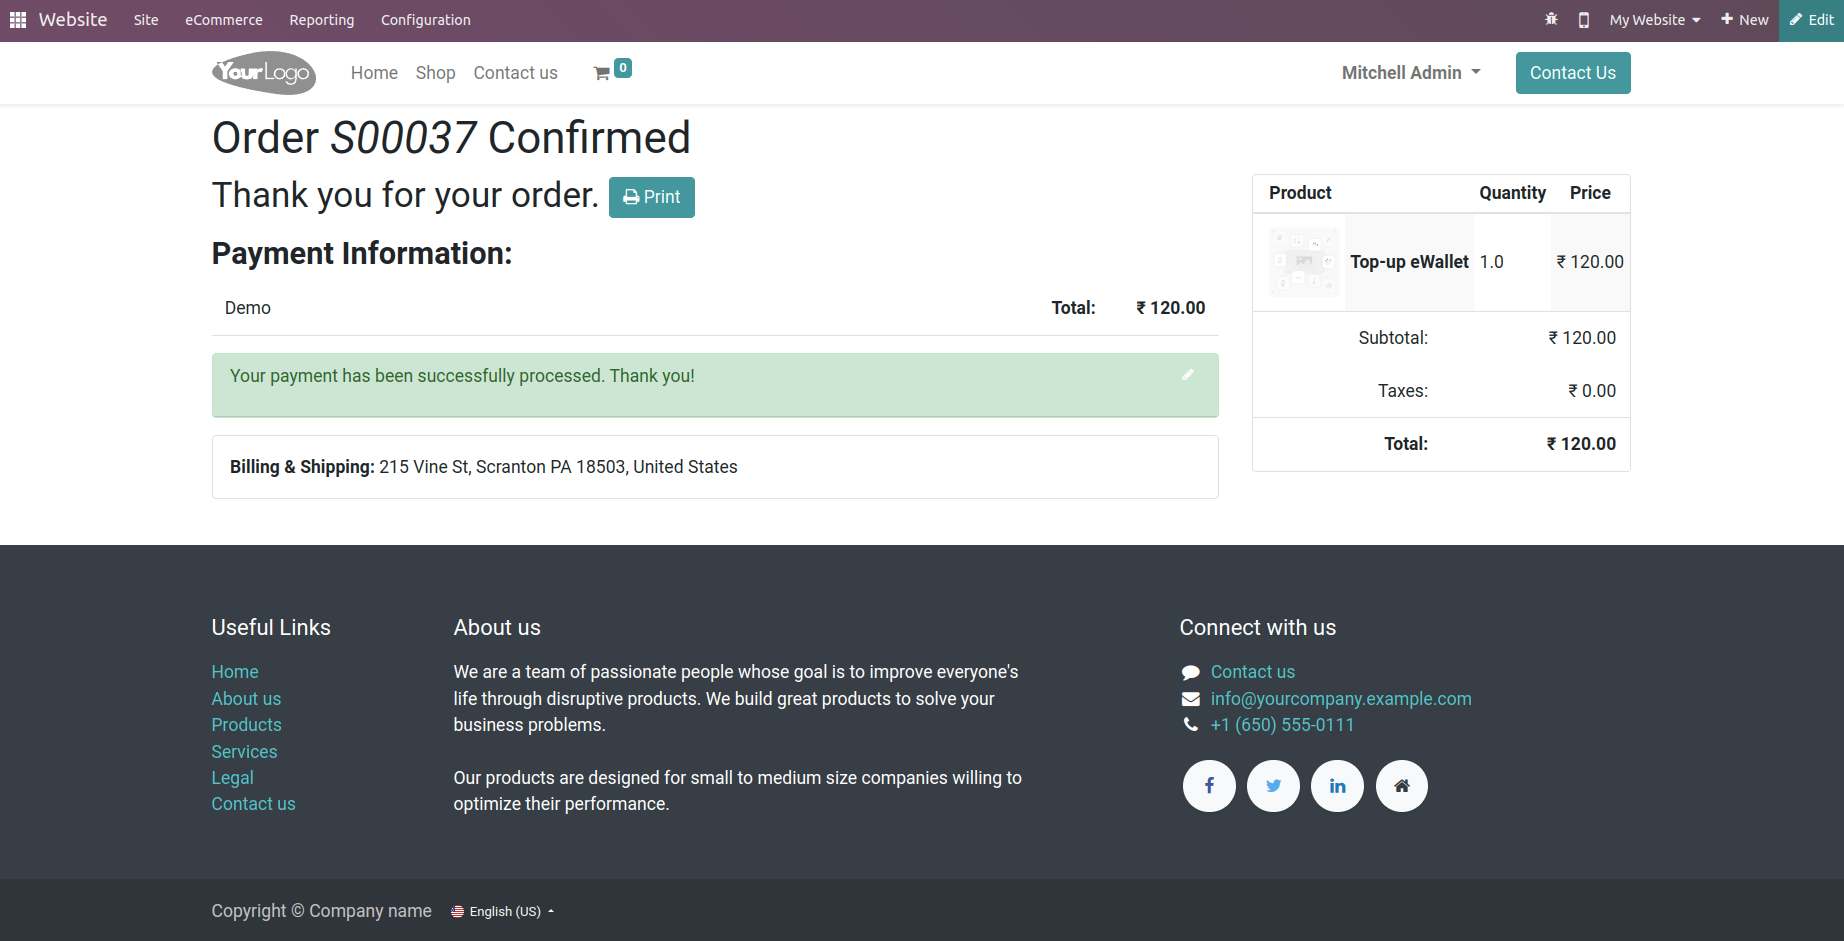 Website Site eCommerce Reporting Configuration My Website New Edit
YourLogo Home Shop Contact us 0 Mitchell Admin Contact Us
Order S00037 Confirmed
Thank you for your order. Print
Payment Information:
Demo Total: ₹ 120.00
Your payment has been successfully processed. Thank you!
Billing & Shipping: 215 Vine St, Scranton PA 18503, United States
Product Quantity Price
Top-up eWallet 1.0 ₹ 120.00
Subtotal: ₹ 120.00
Taxes: ₹ 0.00
Total: ₹ 120.00
Useful Links
Home
About us
Products
Services
Legal
Contact us
About us
We are a team of passionate people whose goal is to improve everyone's
life through disruptive products. We build great products to solve your
business problems.
Our products are designed for small to medium size companies willing to
optimize their performance.
Connect with us
Contact us
info@yourcompany.example.com
+1 (650) 555-0111
Copyright © Company name English (US)